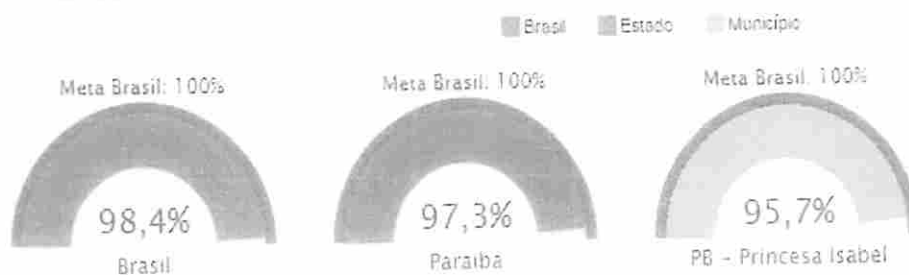 Brasil Estado Município
Meta Brasil: 100%
98,4%
Brasil
Meta Brasil: 100%
97,3%
Paraíba
Meta Brasil: 100%
95,7%
PB - Princesa Isabel